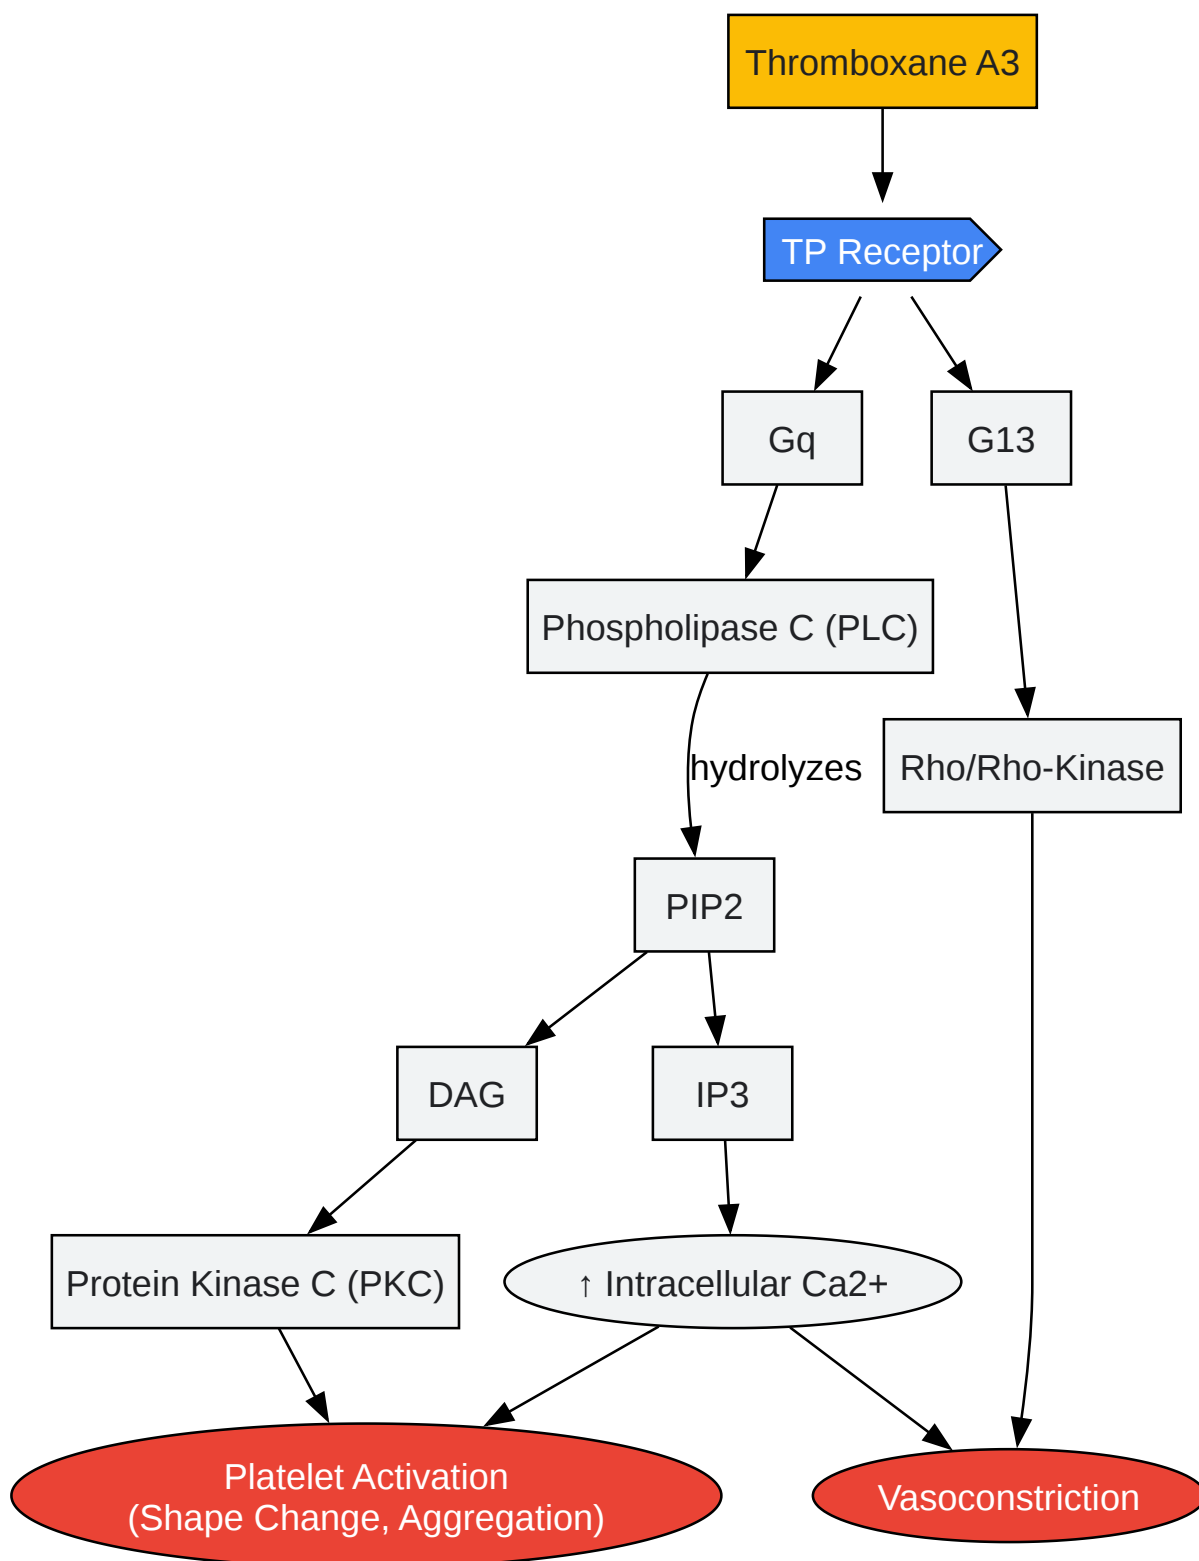 Thromboxane A3
TP Receptor
Gq
G13
Phospholipase C (PLC)
hydrolyzes
Rho/Rho-Kinase
PIP2
DAG
IP3
Protein Kinase C (PKC)
↑ Intracellular Ca2+
Platelet Activation
(Shape Change, Aggregation)
Vasoconstriction